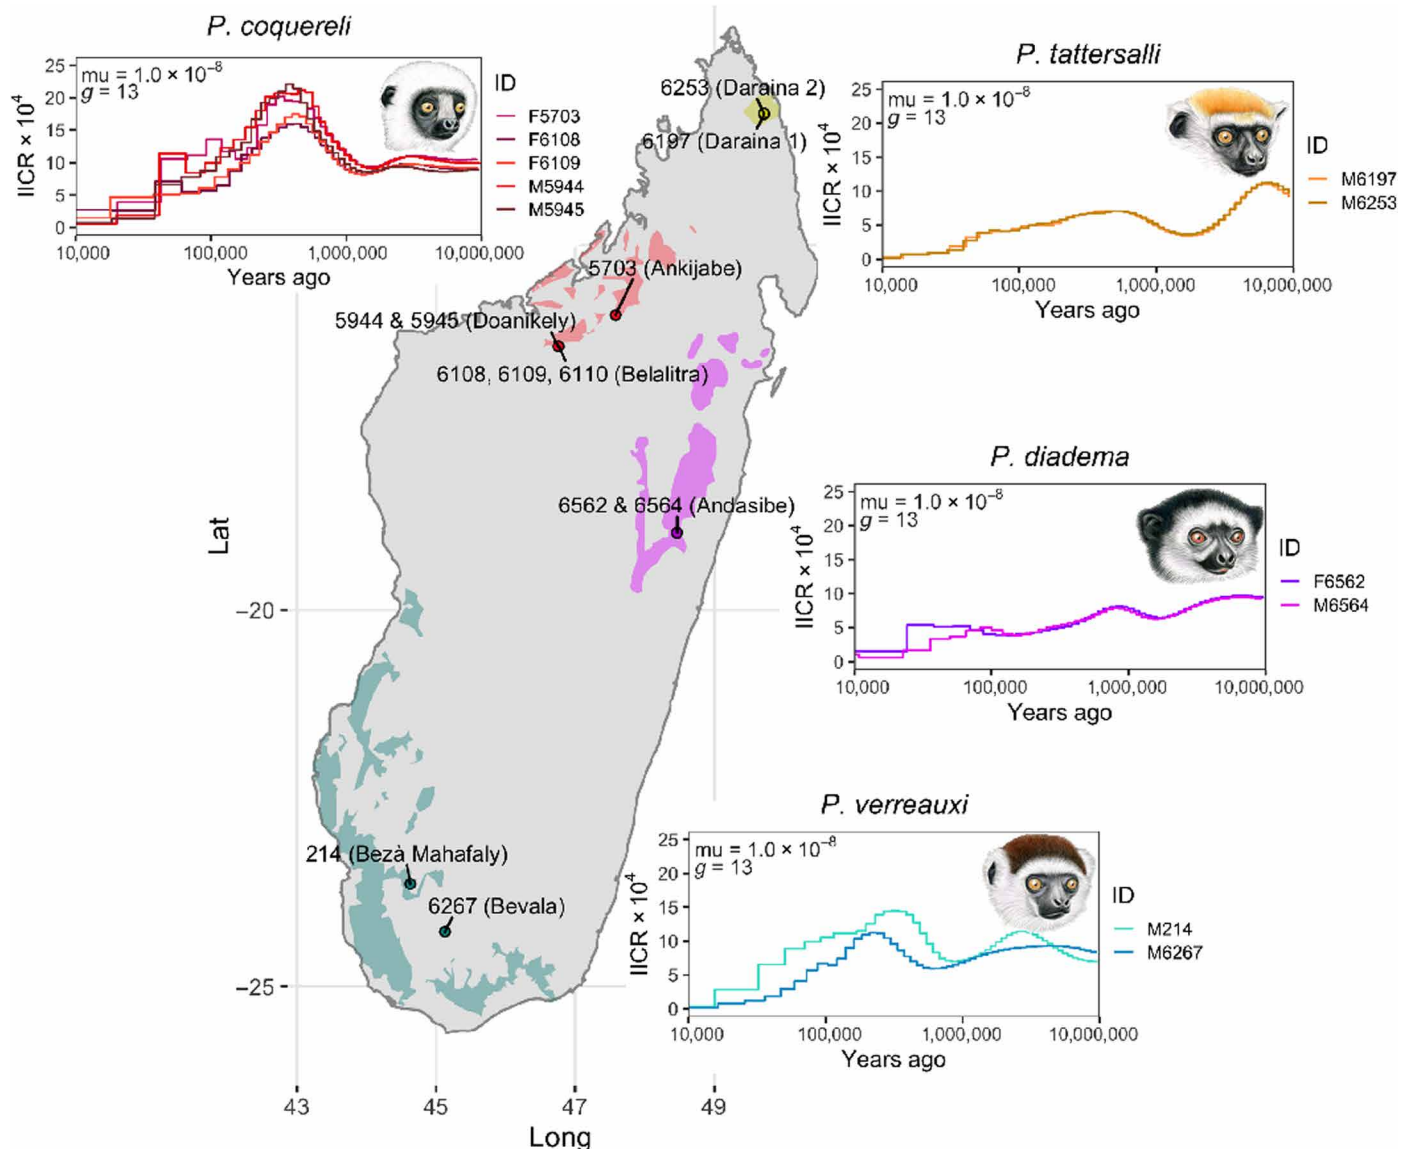 P. coquereli
IICR × 10⁴
25
20
15
10
5
0
mu = 1.0 × 10⁻⁸
g = 13
10,000
100,000
1,000,000
10,000,000
Years ago
ID
F5703
F6108
F6109
M5944
M5945
P. tattersalli
IICR × 10⁴
25
20
15
10
5
0
mu = 1.0 × 10⁻⁸
g = 13
10,000
100,000
1,000,000
10,000,000
Years ago
ID
M6197
M6253
6253 (Daraina 2)
6197 (Daraina 1)
5703 (Ankijabe)
5944 & 5945 (Doanikely)
6108, 6109, 6110 (Belalitra)
6562 & 6564 (Andasibe)
P. diadema
IICR × 10⁴
25
20
15
10
5
0
mu = 1.0 × 10⁻⁸
g = 13
10,000
100,000
1,000,000
10,000,000
Years ago
ID
F6562
M6564
214 (Bezà Mahafaly)
6267 (Bevala)
P. verreauxi
IICR × 10⁴
25
20
15
10
5
0
mu = 1.0 × 10⁻⁸
g = 13
10,000
100,000
1,000,000
10,000,000
Years ago
ID
M214
M6267
Lat
−20
−25
43
45
47
49
Long